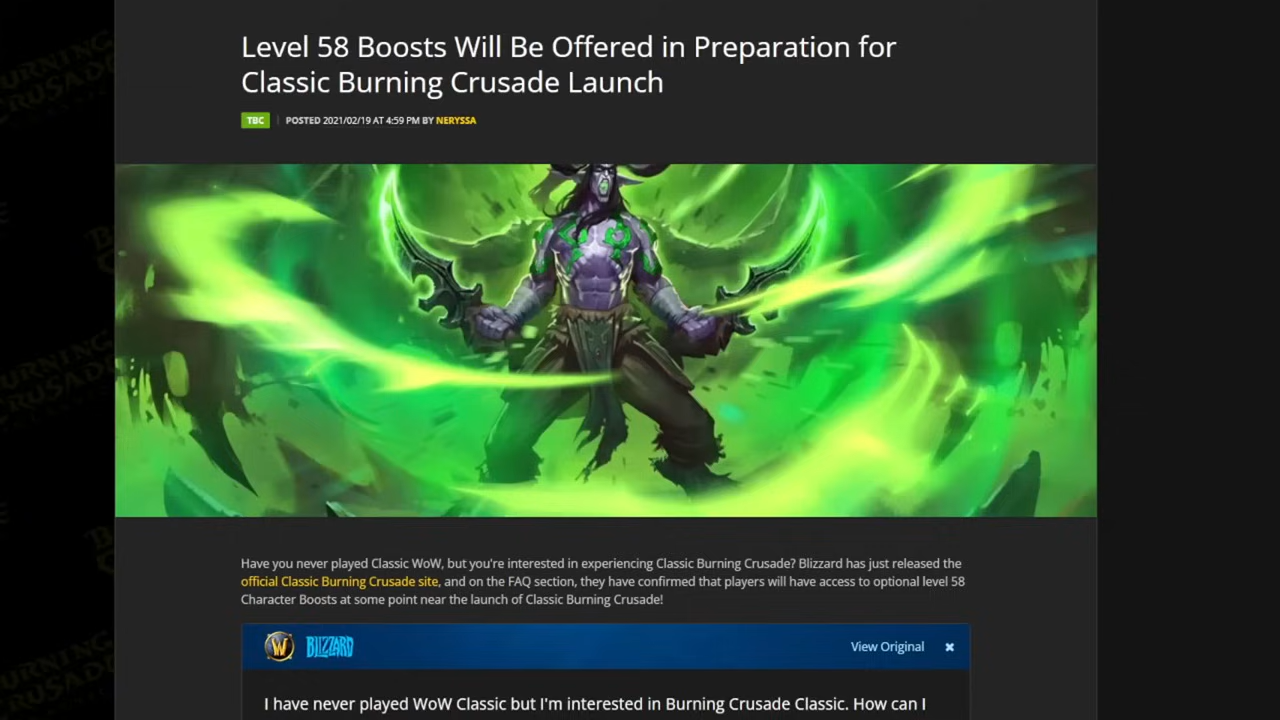 Level 58 Boosts Will Be Offered in Preparation for
Classic Burning Crusade Launch
TBC POSTED 2021/02/19 AT 4:59 PM BY NERYSSA
Have you never played Classic WoW, but you're interested in experiencing Classic Burning Crusade? Blizzard has just released the
official Classic Burning Crusade site, and on the FAQ section, they have confirmed that players will have access to optional level 58
Character Boosts at some point near the launch of Classic Burning Crusade!
W BLIZZARD View Original ✖
I have never played WoW Classic but I'm interested in Burning Crusade Classic. How can I